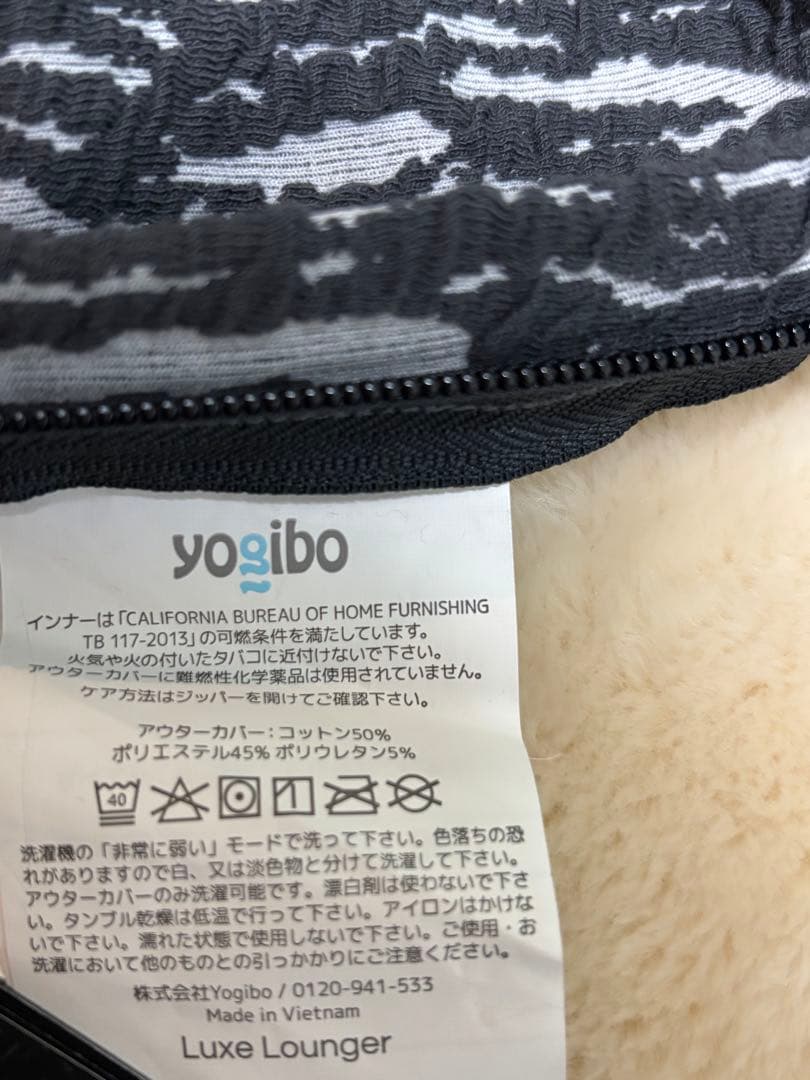 yogibo
インナーは「CALIFORNIA BUREAU OF HOME FURNISHING
TB 117-2013」の可燃条件を満たしています。
火気や火の付いたタバコに近付けないで下さい。
アウターカバーに難燃性化学薬品は使用されていません。
ケア方法はジッパーを開けてご確認下さい。
アウターカバー：コットン50%
ポリエステル45% ポリウレタン5%
40
洗濯機の「非常に弱い」モードで洗って下さい。色落ちの恐
れがありますので白、又は淡色物と分けて洗濯して下さい。
アウターカバーのみ洗濯可能です。漂白剤は使わないで下さ
い。タンブル乾燥は低温で行って下さい。アイロンはかけな
いで下さい。濡れた状態で使用しないで下さい。ご使用・お
洗濯において他のものとの引っかかりにご注意ください。
株式会社Yogibo / 0120-941-533
Made in Vietnam
Luxe Lounger